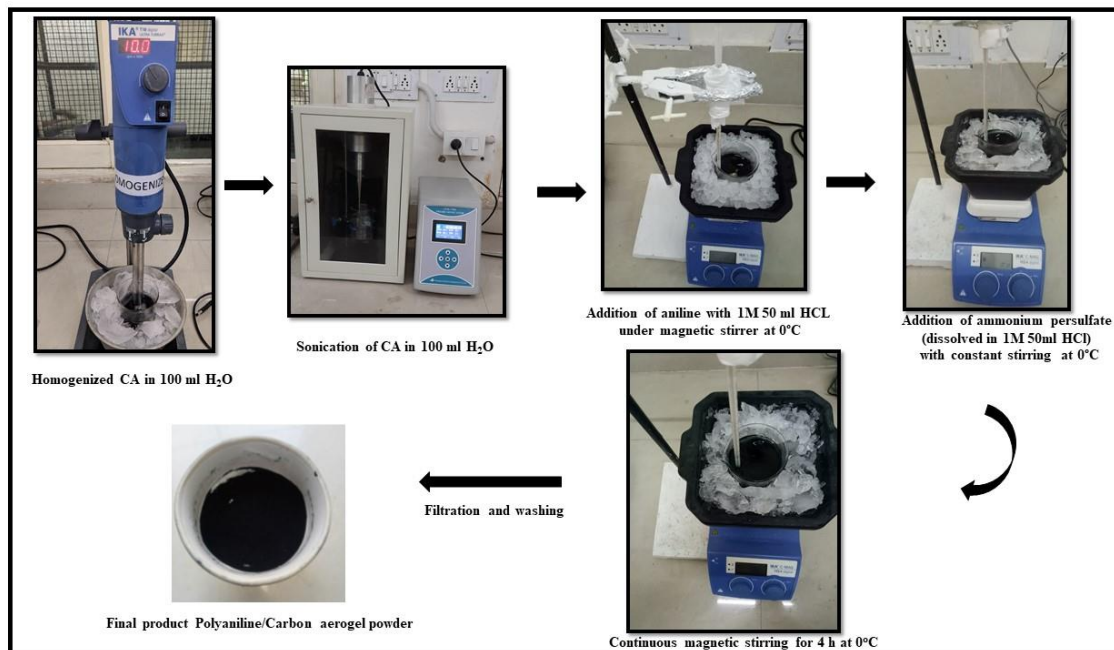 IKA
10.0
HOMOGENIZE
Homogenized CA in 100 ml H₂O
Sonication of CA in 100 ml H₂O
Addition of aniline with 1M 50 ml HCL
under magnetic stirrer at 0°C
Addition of ammonium persulfate
(dissolved in 1M 50ml HCl)
with constant stirring at 0°C
Continuous magnetic stirring for 4 h at 0°C
Filtration and washing
Final product Polyaniline/Carbon aerogel powder